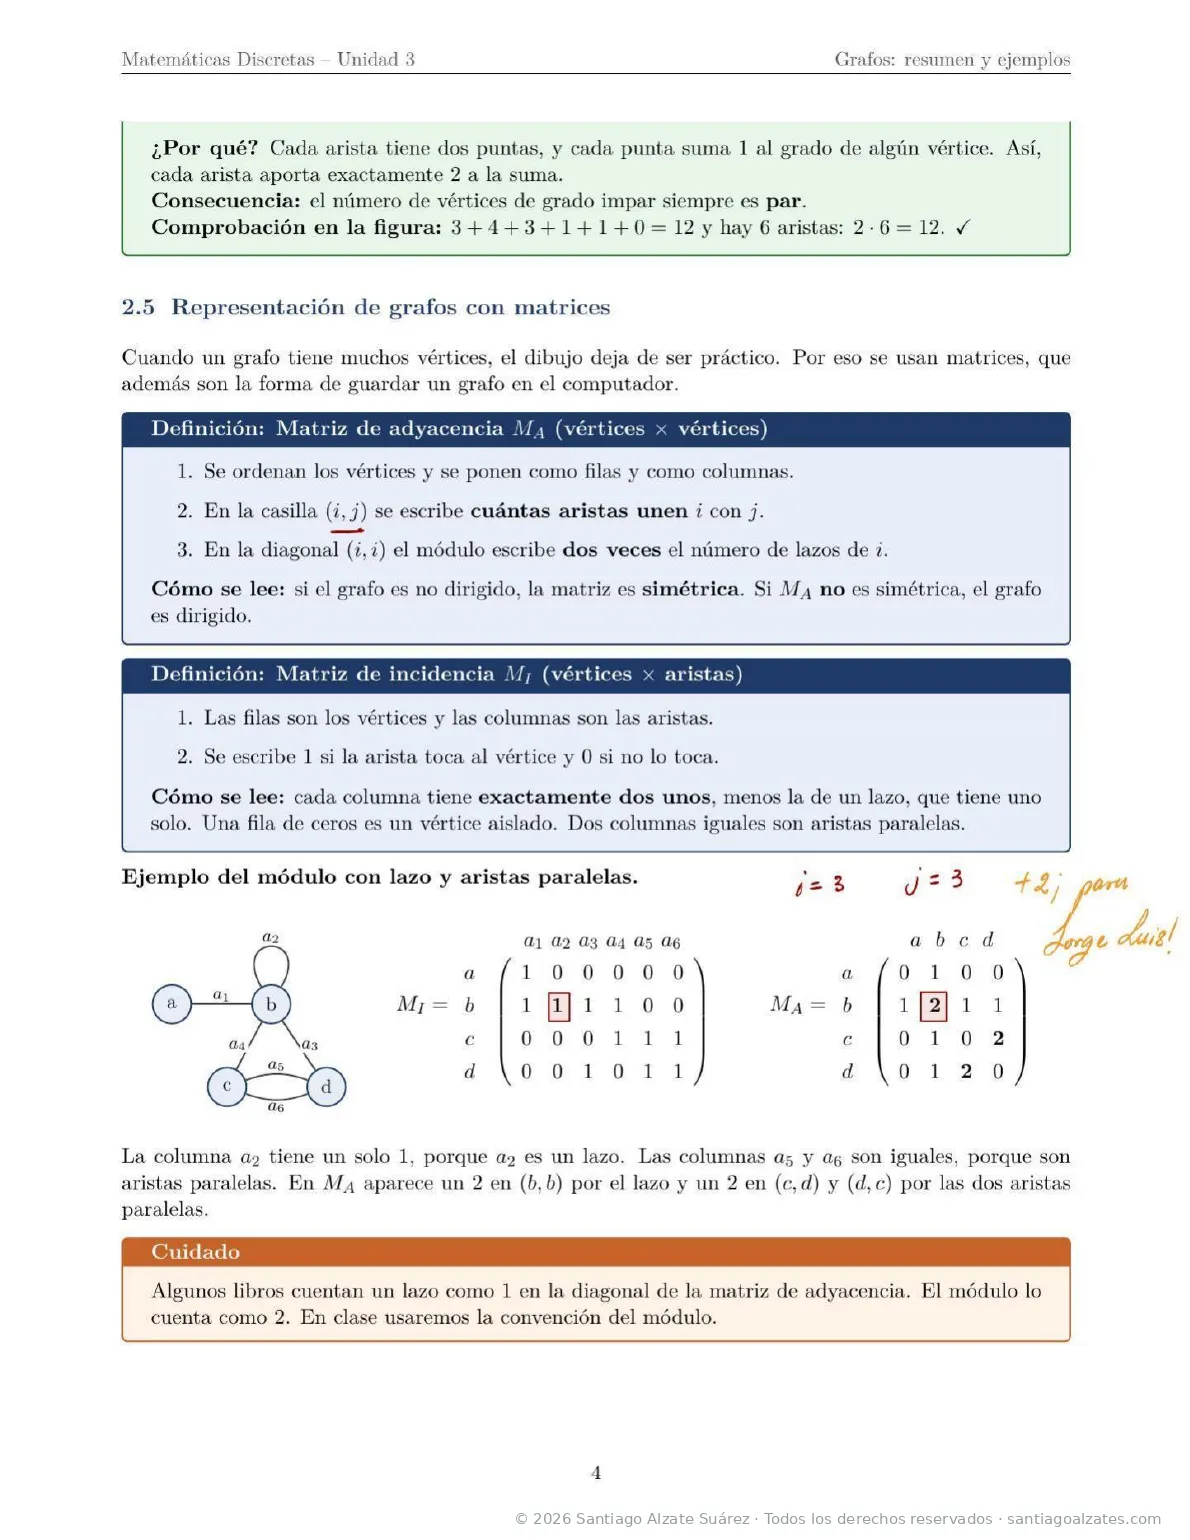 Matemáticas Discretas – Unidad 3
Grafos: resumen y ejemplos
¿Por qué? Cada arista tiene dos puntas, y cada punta suma 1 al grado de algún vértice. Así,
cada arista aporta exactamente 2 a la suma.
Consecuencia: el número de vértices de grado impar siempre es par.
Comprobación en la figura: 3 + 4 + 3 + 1 + 1 + 0 = 12 y hay 6 aristas: 2 · 6 = 12. ✓
2.5 Representación de grafos con matrices
Cuando un grafo tiene muchos vértices, el dibujo deja de ser práctico. Por eso se usan matrices, que
además son la forma de guardar un grafo en el computador.
Definición: Matriz de adyacencia M_A (vértices × vértices)
1. Se ordenan los vértices y se ponen como filas y como columnas.
2. En la casilla (i, j) se escribe cuántas aristas unen i con j.
3. En la diagonal (i, i) el módulo escribe dos veces el número de lazos de i.
Cómo se lee: si el grafo es no dirigido, la matriz es simétrica. Si M_A no es simétrica, el grafo
es dirigido.
Definición: Matriz de incidencia M_I (vértices × aristas)
1. Las filas son los vértices y las columnas son las aristas.
2. Se escribe 1 si la arista toca al vértice y 0 si no lo toca.
Cómo se lee: cada columna tiene exactamente dos unos, menos la de un lazo, que tiene uno
solo. Una fila de ceros es un vértice aislado. Dos columnas iguales son aristas paralelas.
Ejemplo del módulo con lazo y aristas paralelas.
i = 3 j = 3 +2j para
Jorge Luis!
a2
a a1 b
a4 a3
c a5 d
a6
a1 a2 a3 a4 a5 a6
a 1 0 0 0 0 0
M_I = b 1 1 1 1 0 0
c 0 0 0 1 1 1
d 0 0 1 0 1 1
a b c d
a 0 1 0 0
M_A = b 1 2 1 1
c 0 1 0 2
d 0 1 2 0
La columna a2 tiene un solo 1, porque a2 es un lazo. Las columnas a5 y a6 son iguales, porque son
aristas paralelas. En M_A aparece un 2 en (b, b) por el lazo y un 2 en (c, d) y (d, c) por las dos aristas
paralelas.
Cuidado
Algunos libros cuentan un lazo como 1 en la diagonal de la matriz de adyacencia. El módulo lo
cuenta como 2. En clase usaremos la convención del módulo.
4
© 2026 Santiago Alzate Suárez · Todos los derechos reservados · santiagoalzates.com